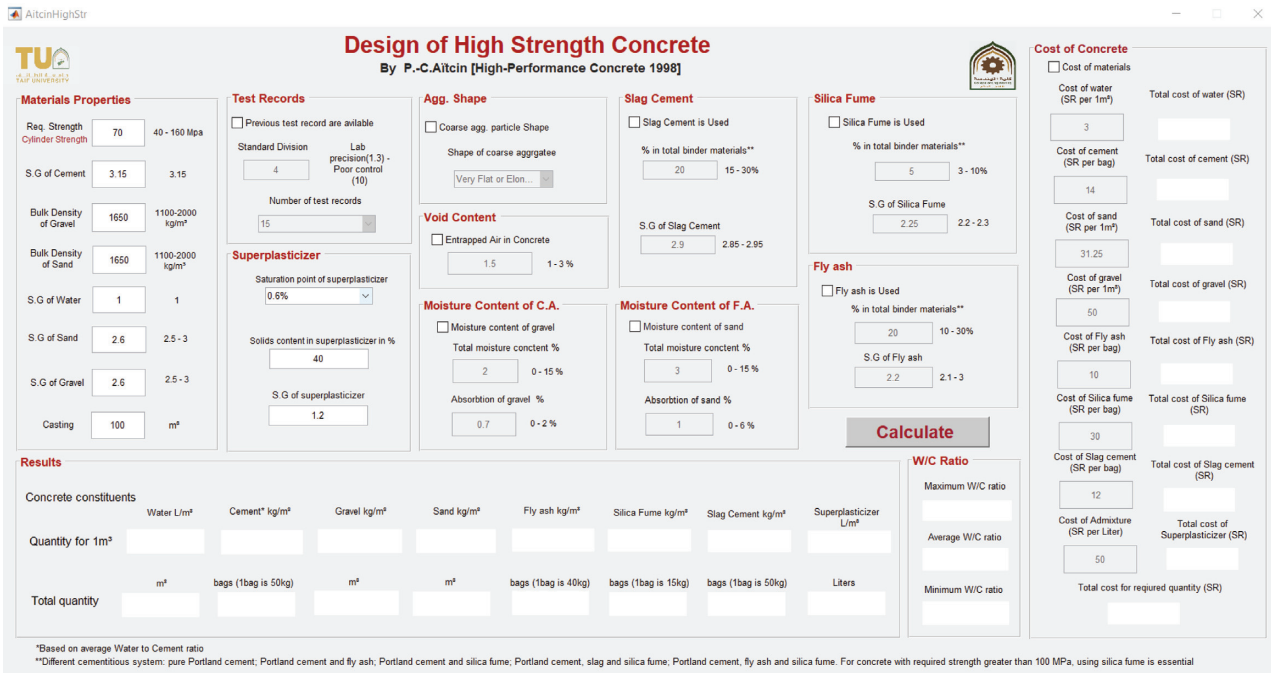 AitcinHighStr
Design of High Strength Concrete
By P.-C.Aïtcin [High-Performance Concrete 1998]
TU
TAIF UNIVERSITY
Materials Properties
Req. Strength
Cylinder Strength
70
40 - 160 Mpa
S.G of Cement
3.15
3.15
Bulk Density
of Gravel
1650
1100-2000
kg/m³
Bulk Density
of Sand
1650
1100-2000
kg/m³
S.G of Water
1
1
S.G of Sand
2.6
2.5 - 3
S.G of Gravel
2.6
2.5 - 3
Casting
100
m³
Test Records
Previous test record are avilable
Standard Division
4
Lab
precision(1.3) -
Poor control
(10)
Number of test records
15
Superplasticizer
Saturation point of superplasticizer
0.6%
Solids content in superplasticizer in %
40
S.G of superplasticizer
1.2
Agg. Shape
Coarse agg. particle Shape
Shape of coarse aggrgatee
Very Flat or Elon...
Void Content
Entrapped Air in Concrete
1.5
1 - 3 %
Moisture Content of C.A.
Moisture content of gravel
Total moisture conctent %
2
0 - 15 %
Absorbtion of gravel %
0.7
0 - 2 %
Slag Cement
Slag Cement is Used
% in total binder materials**
20
15 - 30%
S.G of Slag Cement
2.9
2.85 - 2.95
Moisture Content of F.A.
Moisture content of sand
Total moisture conctent %
3
0 - 15 %
Absorbtion of sand %
1
0 - 6 %
Silica Fume
Silica Fume is Used
% in total binder materials**
5
3 - 10%
S.G of Silica Fume
2.25
2.2 - 2.3
Fly ash
Fly ash is Used
% in total binder materials**
20
10 - 30%
S.G of Fly ash
2.2
2.1 - 3
Calculate
Cost of Concrete
Cost of materials
Cost of water
(SR per 1m³)
Total cost of water (SR)
3
Cost of cement
(SR per bag)
Total cost of cement (SR)
14
Cost of sand
(SR per 1m³)
Total cost of sand (SR)
31.25
Cost of gravel
(SR per 1m³)
Total cost of gravel (SR)
50
Cost of Fly ash
(SR per bag)
Total cost of Fly ash (SR)
10
Cost of Silica fume
(SR per bag)
Total cost of Silica fume
(SR)
30
Cost of Slag cement
(SR per bag)
Total cost of Slag cement
(SR)
12
Cost of Admixture
(SR per Liter)
Total cost of
Superplasticizer (SR)
50
Total cost for reqiured quantity (SR)
Results
Concrete constituents
Water L/m³
Cement* kg/m³
Gravel kg/m³
Sand kg/m³
Fly ash kg/m³
Silica Fume kg/m³
Slag Cement kg/m³
Superplasticizer
L/m³
Quantity for 1m³
m³
bags (1bag is 50kg)
m³
m³
bags (1bag is 40kg)
bags (1bag is 15kg)
bags (1bag is 50kg)
Liters
Total quantity
W/C Ratio
Maximum W/C ratio
Average W/C ratio
Minimum W/C ratio
*Based on average Water to Cement ratio
**Different cementitious system: pure Portland cement; Portland cement and fly ash; Portland cement and silica fume; Portland cement, slag and silica fume; Portland cement, fly ash and silica fume. For concrete with required strength greater than 100 MPa, using silica fume is essential